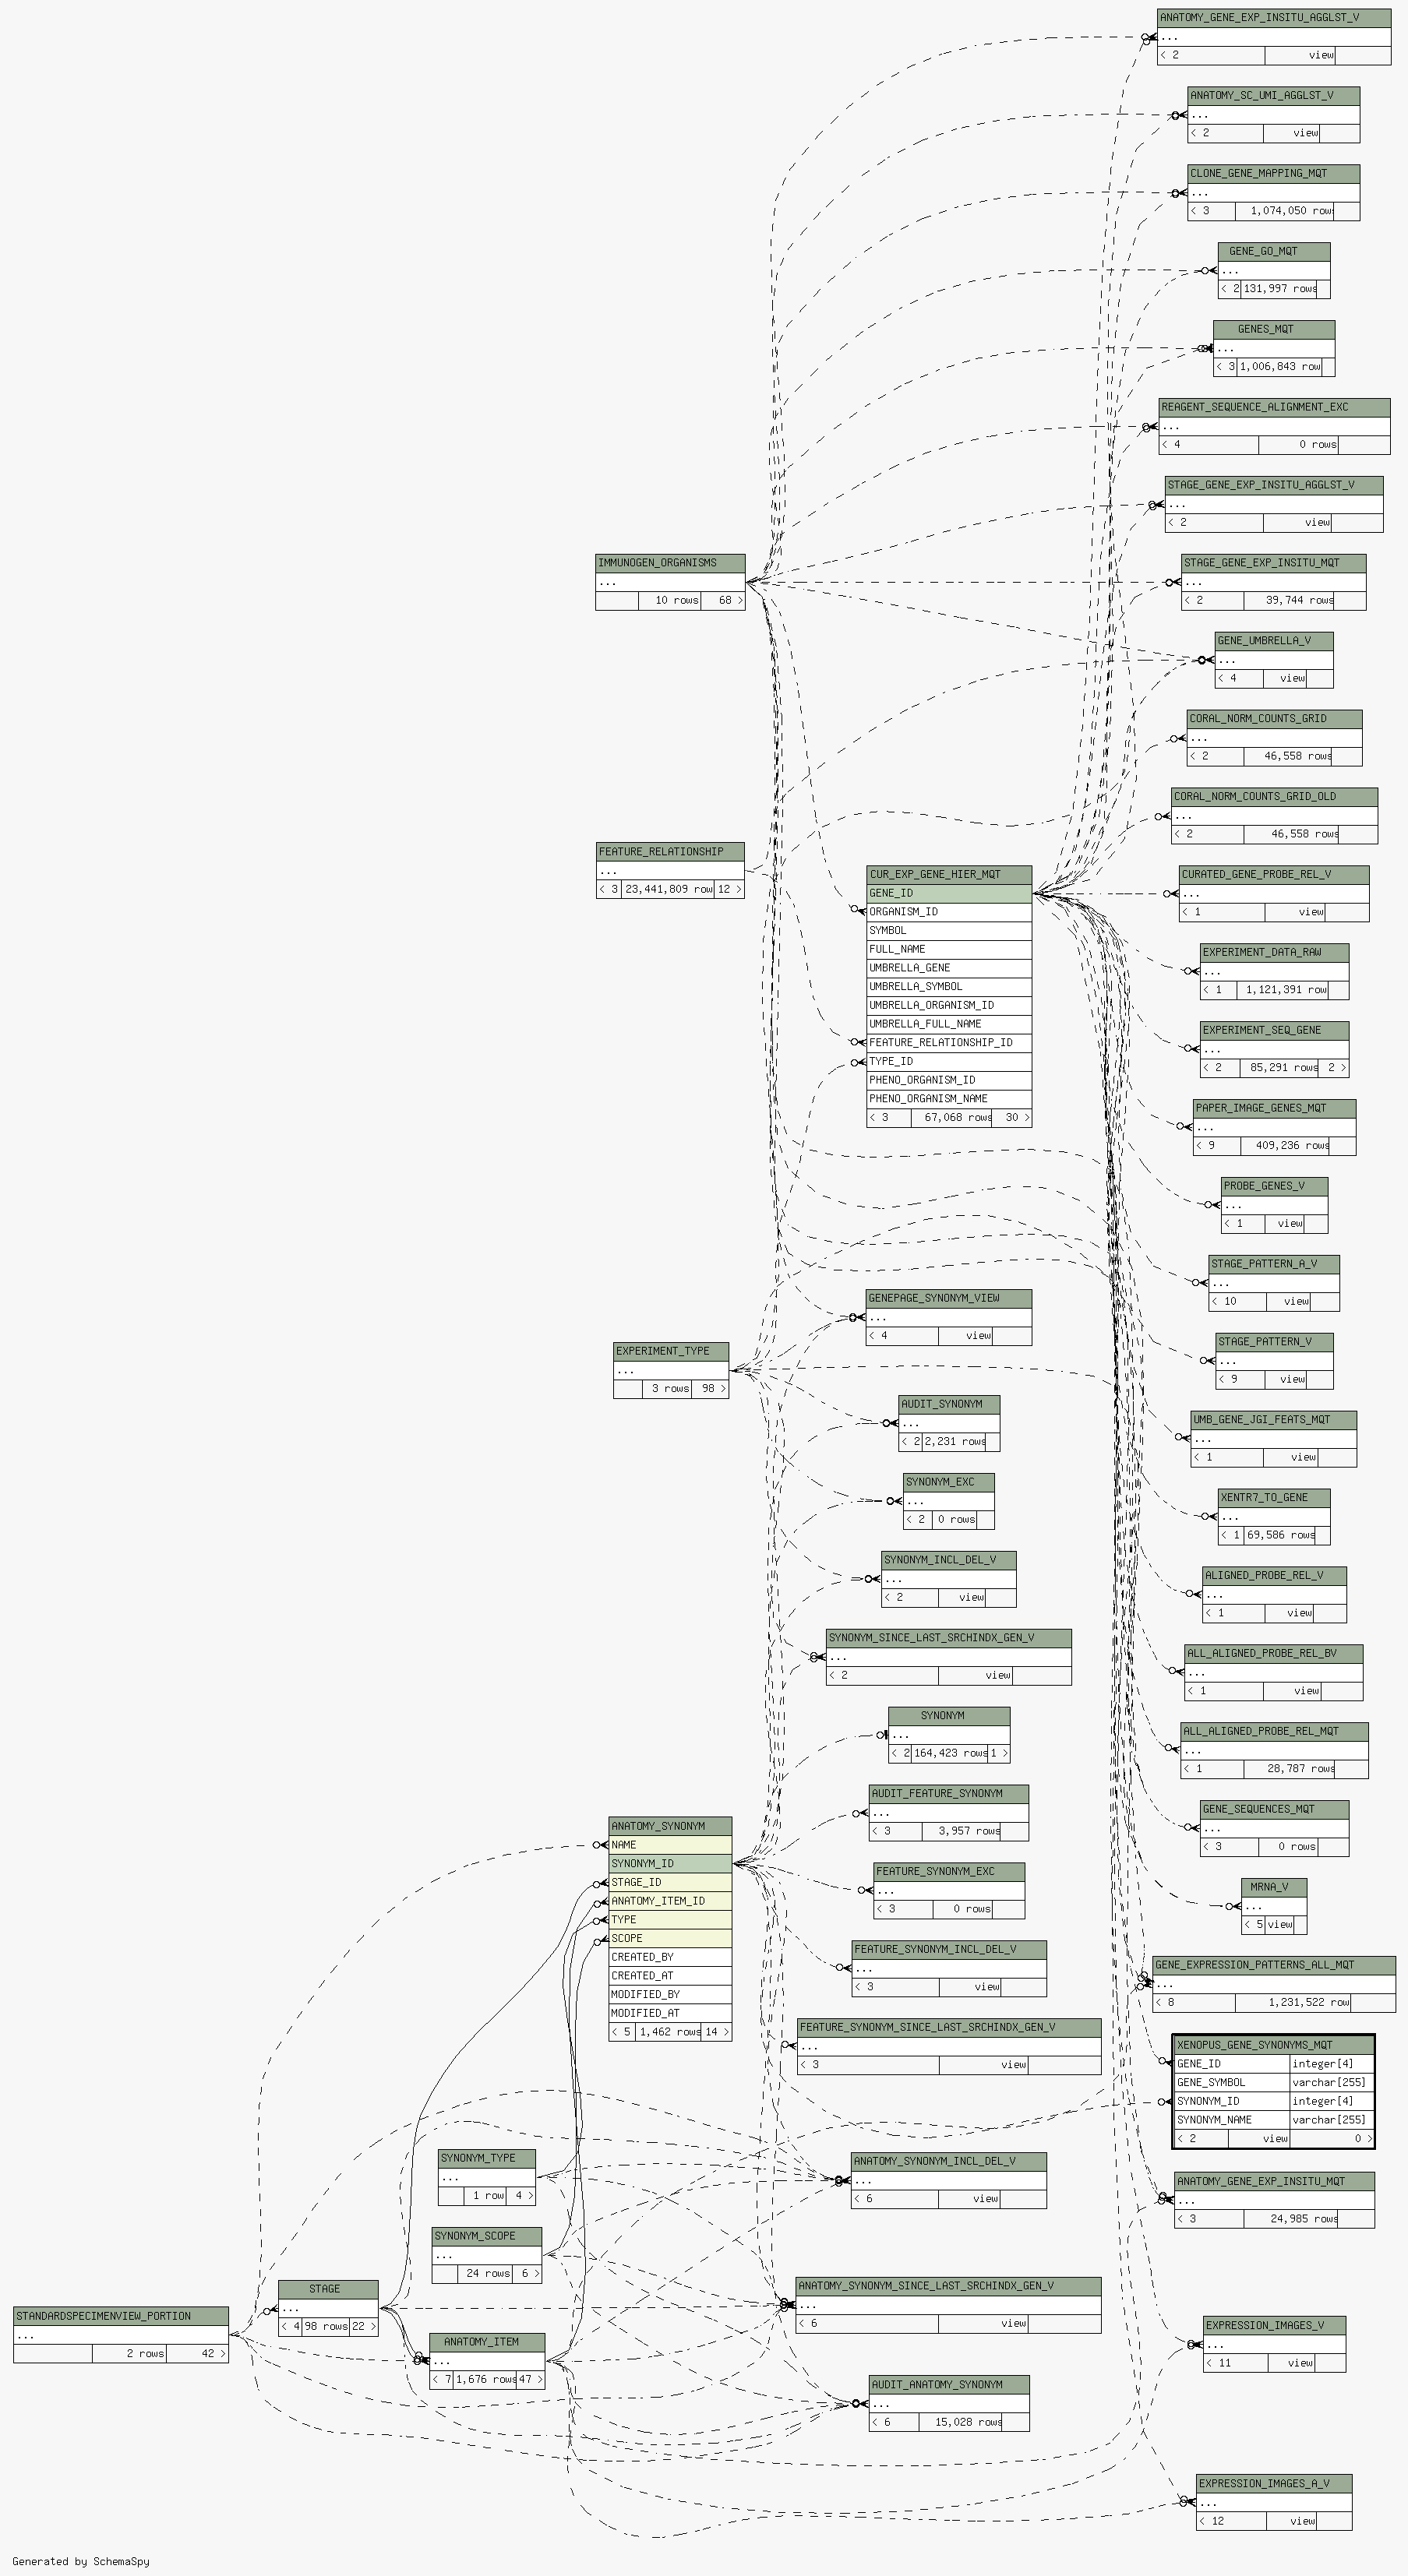 ANATOMY_GENE_EXP_INSITU_AGGLST_V
...
< 2 view
ANATOMY_SC_UMI_AGGLST_V
...
< 2 view
CLONE_GENE_MAPPING_MQT
...
< 3 1,074,050 rows
GENE_GO_MQT
...
< 2 131,997 rows
GENES_MQT
...
< 3 1,006,843 row
REAGENT_SEQUENCE_ALIGNMENT_EXC
...
< 4 0 rows
STAGE_GENE_EXP_INSITU_AGGLST_V
...
< 2 view
IMMUNOGEN_ORGANISMS
...
10 rows 68 >
STAGE_GENE_EXP_INSITU_MQT
...
< 2 39,744 rows
GENE_UMBRELLA_V
...
< 4 view
CORAL_NORM_COUNTS_GRID
...
< 2 46,558 rows
CORAL_NORM_COUNTS_GRID_OLD
...
< 2 46,558 rows
FEATURE_RELATIONSHIP
...
< 3 23,441,809 row 12 >
CUR_EXP_GENE_HIER_MQT
GENE_ID
ORGANISM_ID
SYMBOL
FULL_NAME
UMBRELLA_GENE
UMBRELLA_SYMBOL
UMBRELLA_ORGANISM_ID
UMBRELLA_FULL_NAME
FEATURE_RELATIONSHIP_ID
TYPE_ID
PHENO_ORGANISM_ID
PHENO_ORGANISM_NAME
< 3 67,068 rows 30 >
CURATED_GENE_PROBE_REL_V
...
< 1 view
EXPERIMENT_DATA_RAW
...
< 1 1,121,391 row
EXPERIMENT_SEQ_GENE
...
< 2 85,291 rows 2 >
PAPER_IMAGE_GENES_MQT
...
< 9 409,236 rows
PROBE_GENES_V
...
< 1 view
STAGE_PATTERN_A_V
...
< 10 view
GENEPAGE_SYNONYM_VIEW
...
< 4 view
STAGE_PATTERN_V
...
< 9 view
EXPERIMENT_TYPE
...
3 rows 98 >
AUDIT_SYNONYM
...
< 2 2,231 rows
UMB_GENE_JGI_FEATS_MQT
...
< 1 view
SYNONYM_EXC
...
< 2 0 rows
XENTR7_TO_GENE
...
< 1 69,586 rows
SYNONYM_INCL_DEL_V
...
< 2 view
ALIGNED_PROBE_REL_V
...
< 1 view
SYNONYM_SINCE_LAST_SRCHINDX_GEN_V
...
< 2 view
ALL_ALIGNED_PROBE_REL_BV
...
< 1 view
SYNONYM
...
< 2 164,423 rows 1 >
ALL_ALIGNED_PROBE_REL_MQT
...
< 1 28,787 rows
AUDIT_FEATURE_SYNONYM
...
< 3 3,957 rows
GENE_SEQUENCES_MQT
...
< 3 0 rows
ANATOMY_SYNONYM
NAME
SYNONYM_ID
STAGE_ID
ANATOMY_ITEM_ID
TYPE
SCOPE
CREATED_BY
CREATED_AT
MODIFIED_BY
MODIFIED_AT
< 5 1,462 rows 14 >
FEATURE_SYNONYM_EXC
...
< 3 0 rows
MRNA_V
...
< 5 view
FEATURE_SYNONYM_INCL_DEL_V
...
< 3 view
GENE_EXPRESSION_PATTERNS_ALL_MQT
...
< 8 1,231,522 row
FEATURE_SYNONYM_SINCE_LAST_SRCHINDX_GEN_V
...
< 3 view
XENOPUS_GENE_SYNONYMS_MQT
GENE_ID integer[4]
GENE_SYMBOL varchar[255]
SYNONYM_ID integer[4]
SYNONYM_NAME varchar[255]
< 2 view 0 >
SYNONYM_TYPE
...
1 row 4 >
ANATOMY_SYNONYM_INCL_DEL_V
...
< 6 view
ANATOMY_GENE_EXP_INSITU_MQT
...
< 3 24,985 rows
SYNONYM_SCOPE
...
24 rows 6 >
STAGE
...
< 4 98 rows 22 >
ANATOMY_SYNONYM_SINCE_LAST_SRCHINDX_GEN_V
...
< 6 view
STANDARDSPECIMENVIEW_PORTION
...
2 rows 42 >
ANATOMY_ITEM
...
< 7 1,676 rows 47 >
EXPRESSION_IMAGES_V
...
< 11 view
AUDIT_ANATOMY_SYNONYM
...
< 6 15,028 rows
EXPRESSION_IMAGES_A_V
...
< 12 view
Generated by SchemaSpy